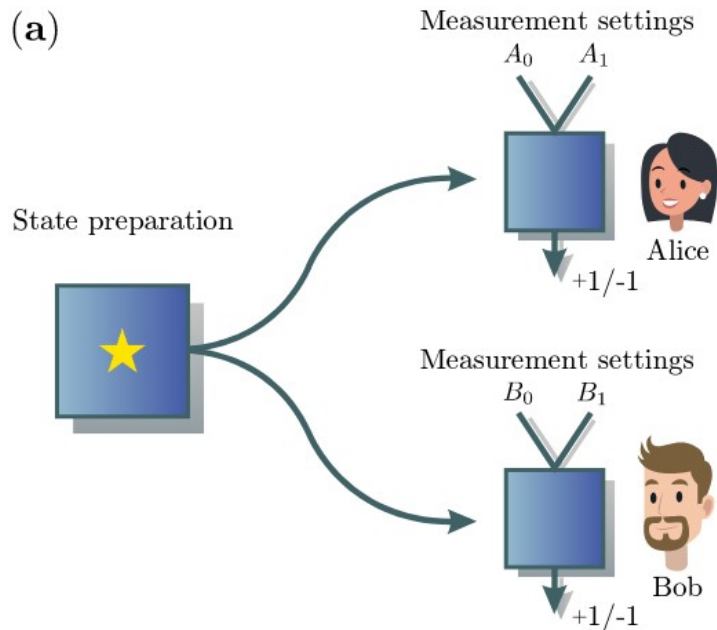 (a)
Measurement settings
A₀ A₁
State preparation
Alice
+1/-1
Measurement settings
B₀ B₁
Bob
+1/-1